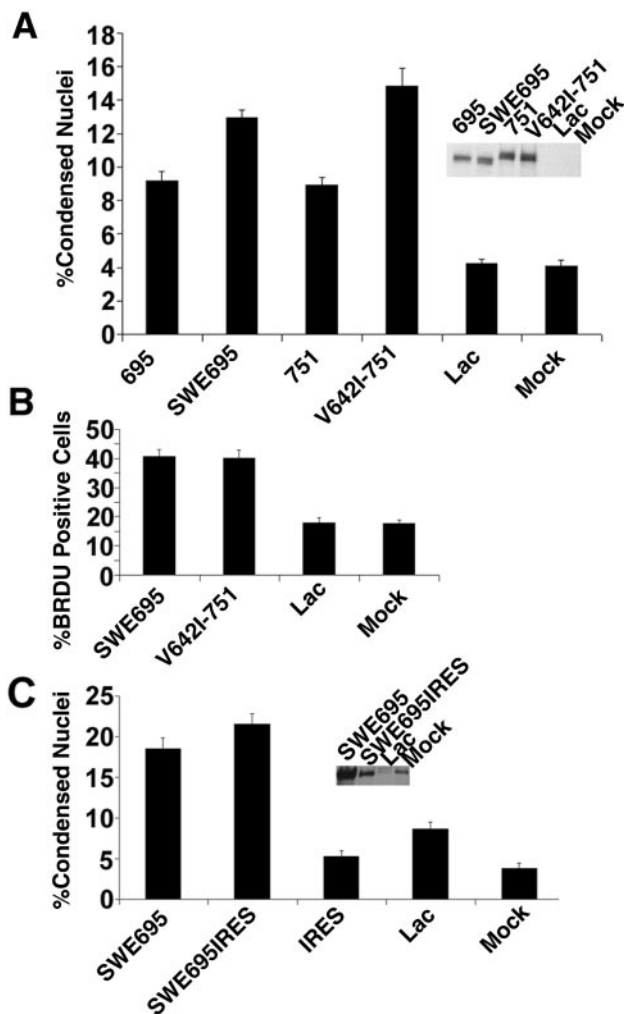 A
%Condensed Nuclei
18
16
14
12
10
8
6
4
2
0
695
SWE695
751
V642I-751
Lac
Mock
695
SWE695
751
V642I-751
Lac
Mock
B
%BRDU Positive Cells
50
40
30
20
10
0
SWE695
V642I-751
Lac
Mock
C
%Condensed Nuclei
25
20
15
10
5
0
SWE695
SWE695IRES
Lac
Mock
SWE695
SWE695IRES
IRES
Lac
Mock